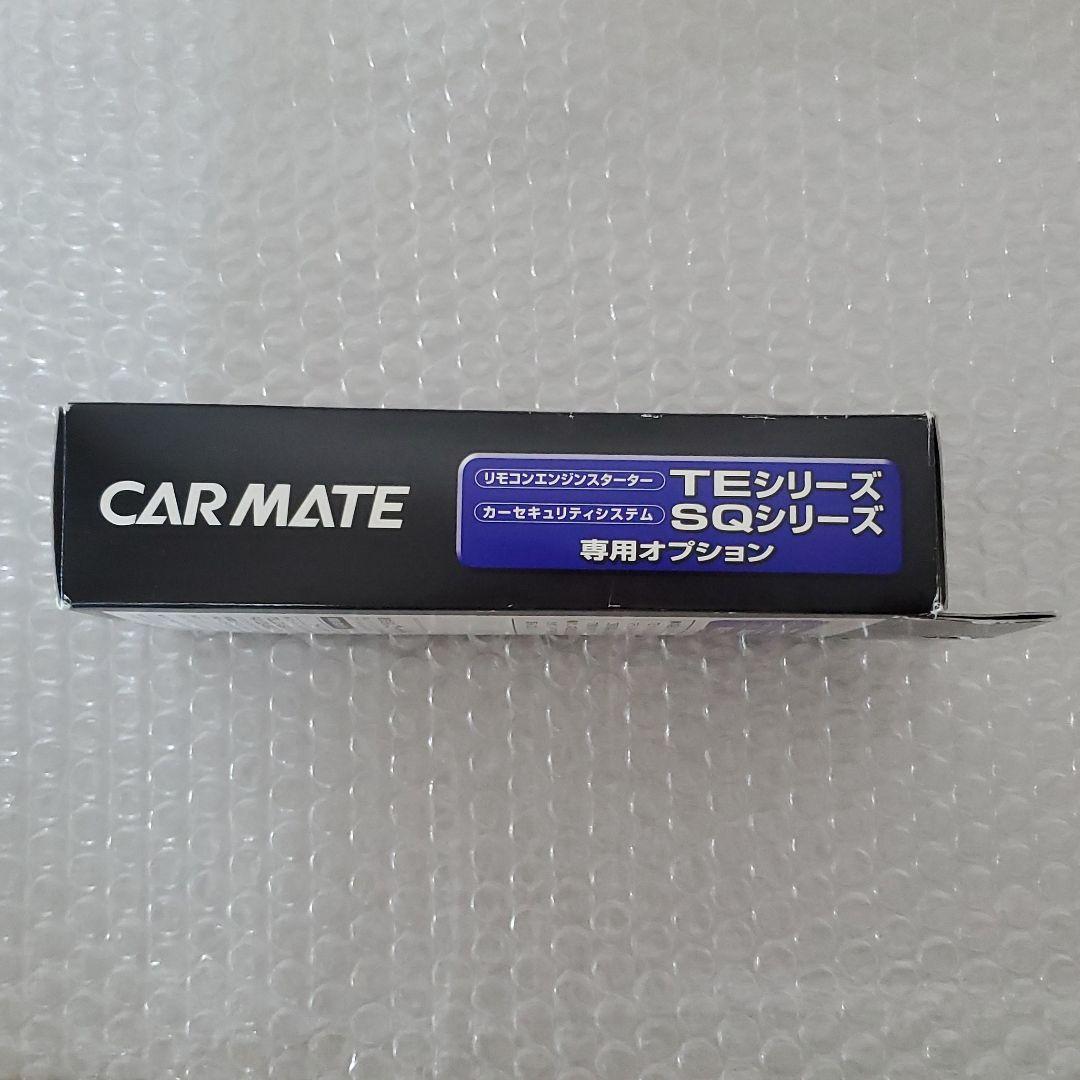 CARMATE
リモコンエンジンスターター TEシリーズ
カーセキュリティシステム SQシリーズ
専用オプション